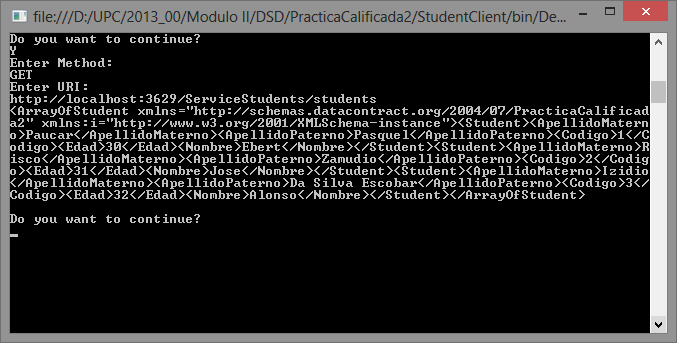 file:///D:/UPC/2013_00/Modulo II/DSD/PracticaCalificada2/StudentClient/bin/De...
Do you want to continue?
Y
Enter Method:
GET
Enter URI:
http://localhost:3629/ServiceStudents/students
<ArrayOfStudent xmlns="http://schemas.datacontract.org/2004/07/PracticaCalificad
a2" xmlns:i="http://www.w3.org/2001/XMLSchema-instance"><Student><ApellidoMatern
o>Paucar</ApellidoMaterno><ApellidoPaterno>Pasquel</ApellidoPaterno><Codigo>1</C
odigo><Edad>30</Edad><Nombre>Ebert</Nombre></Student><Student><ApellidoMaterno>R
isco</ApellidoMaterno><ApellidoPaterno>Zamudio</ApellidoPaterno><Codigo>2</Codig
o><Edad>31</Edad><Nombre>Jose</Nombre></Student><Student><ApellidoMaterno>Izidio
</ApellidoMaterno><ApellidoPaterno>Da Silva Escobar</ApellidoPaterno><Codigo>3</
Codigo><Edad>32</Edad><Nombre>Alonso</Nombre></Student></ArrayOfStudent>
Do you want to continue?